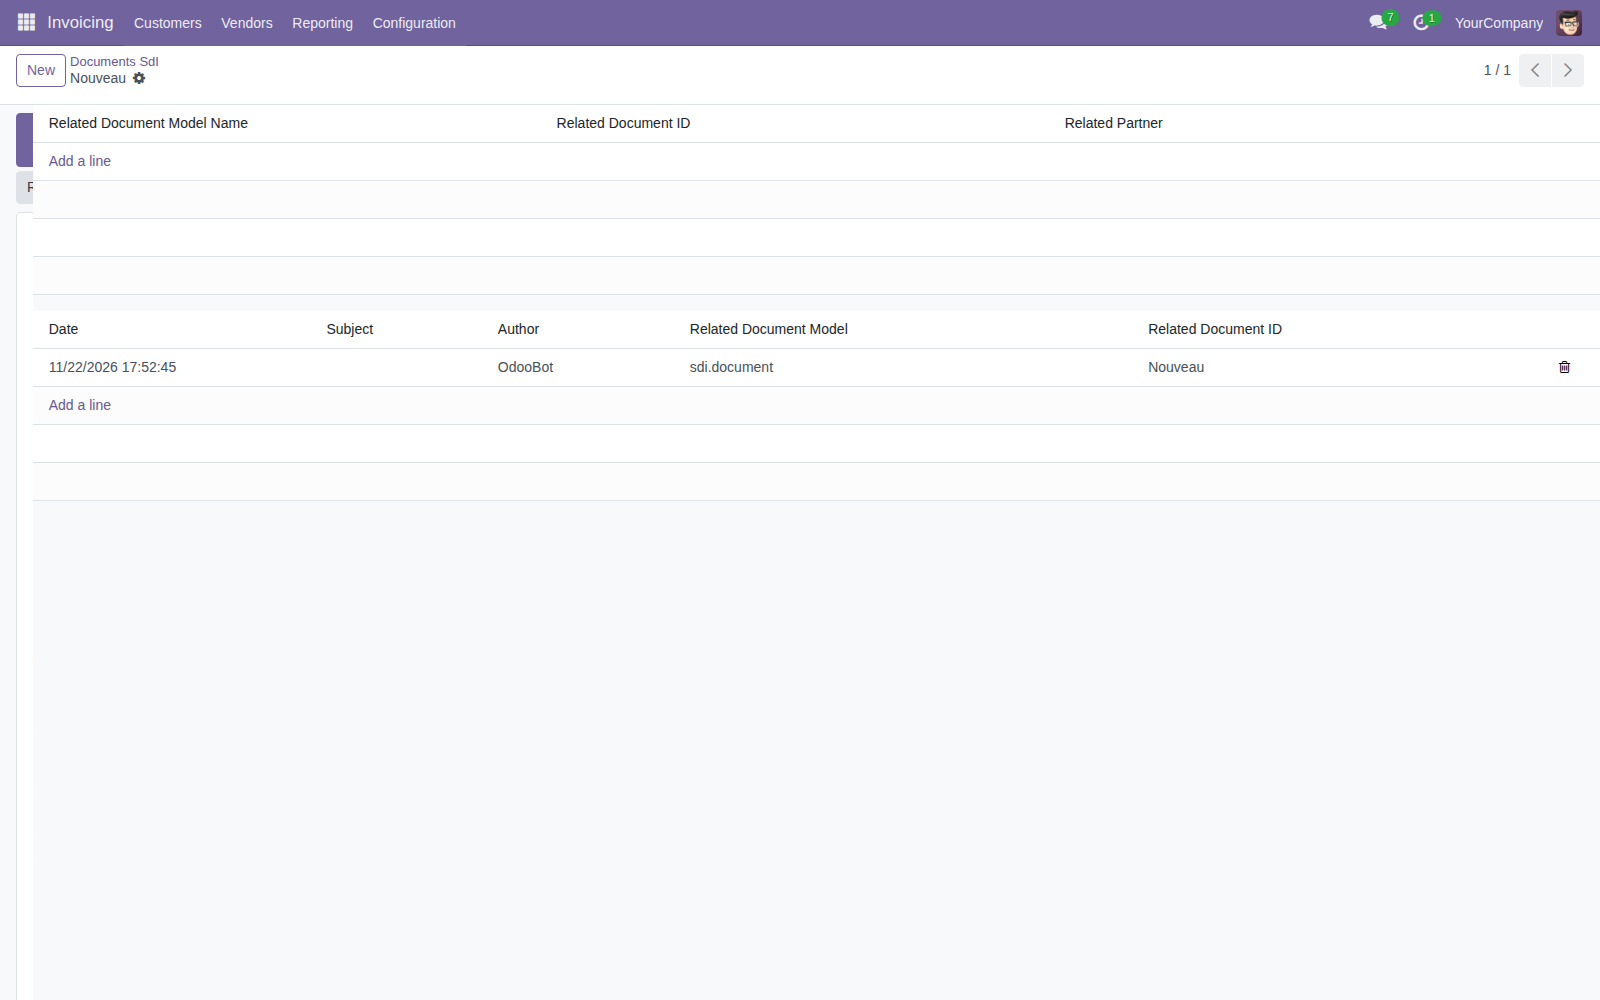 Invoicing Customers Vendors Reporting Configuration 7 1 YourCompany
New Documents SdI
Nouveau 1 / 1
Related Document Model Name Related Document ID Related Partner
Add a line
Date Subject Author Related Document Model Related Document ID
11/22/2026 17:52:45 OdooBot sdi.document Nouveau
Add a line